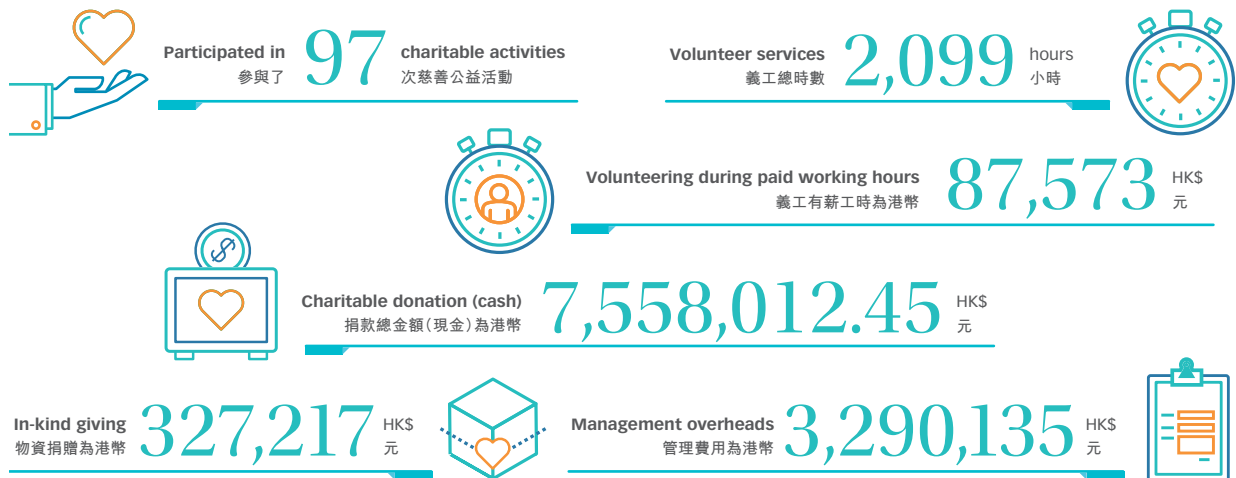 Participated in 97 charitable activities
參與了 次慈善公益活動
Volunteer services 2,099 hours
義工總時數 小時
Volunteering during paid working hours 87,573 HK$
義工有薪工時為港幣 元
$
Charitable donation (cash) 7,558,012.45 HK$
捐款總金額(現金)為港幣 元
In-kind giving 327,217 HK$
物資捐贈為港幣 元
Management overheads 3,290,135 HK$
管理費用為港幣 元